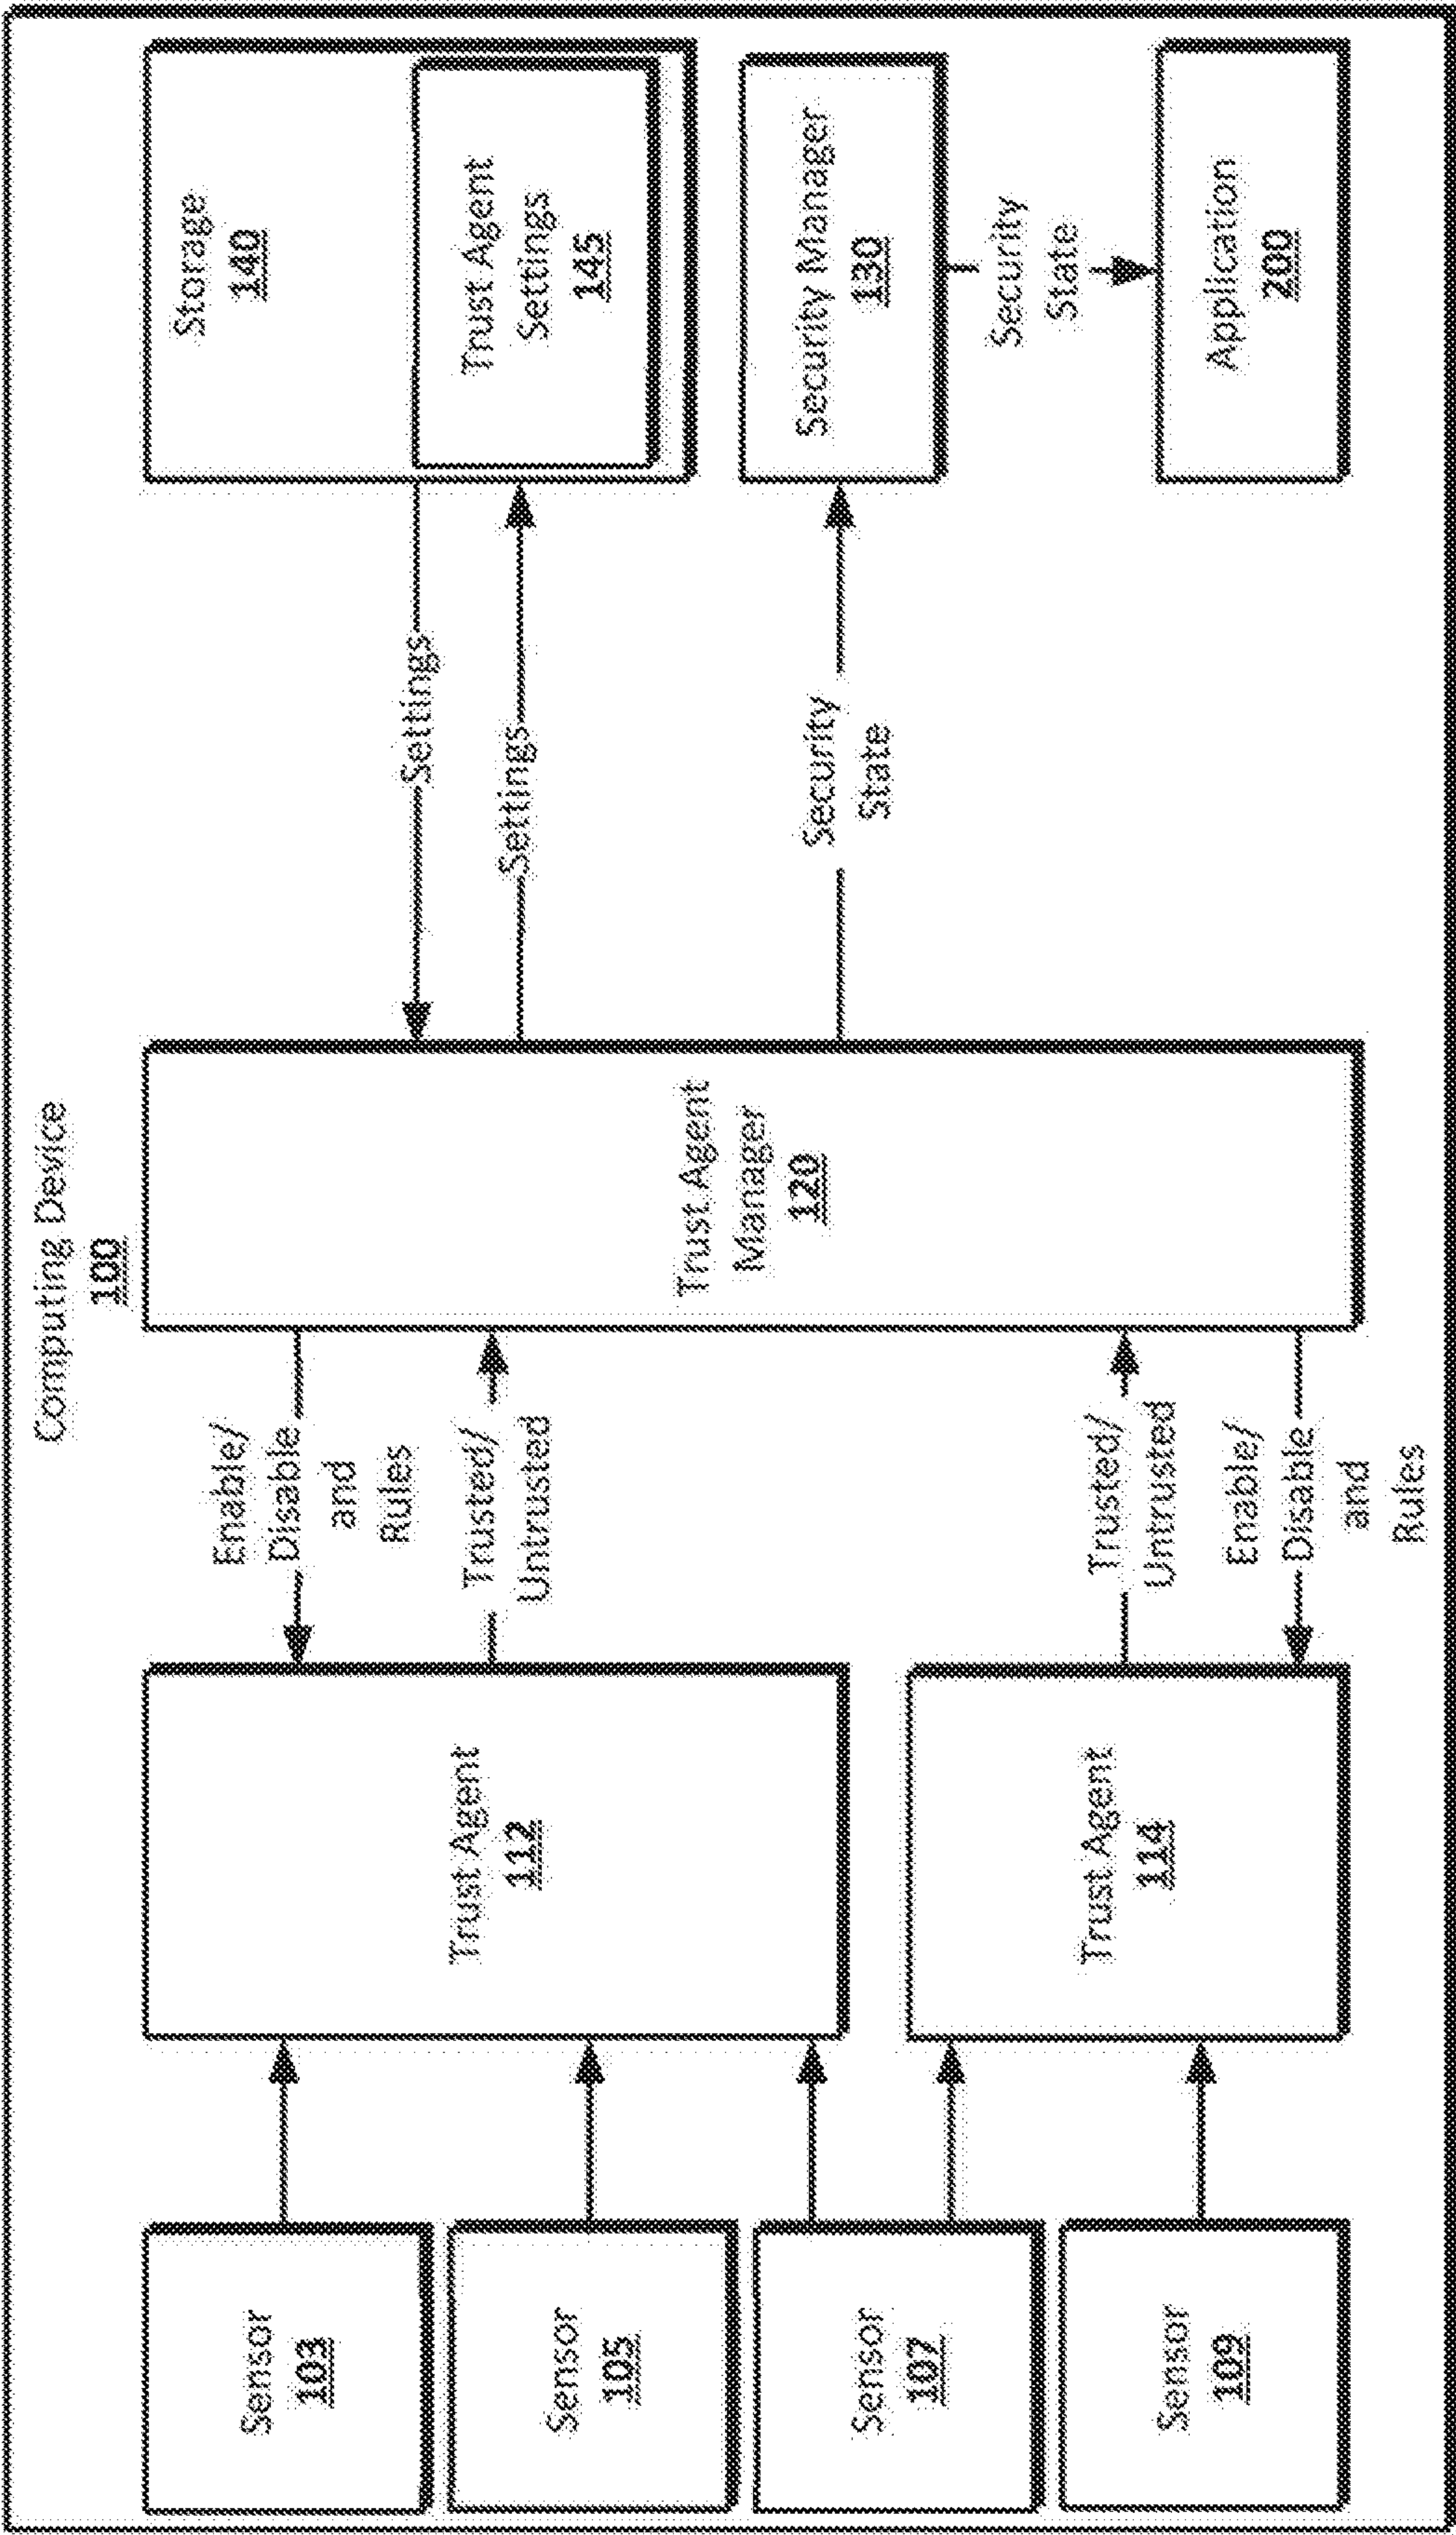 Computing Device
100
Sensor
103
Sensor
105
Sensor
107
Sensor
109
Trust Agent
112
Trust Agent
114
Enable/
Disable
and
Rules
Trusted/
Untrusted
Trusted/
Untrusted
Enable/
Disable
and
Rules
Trust Agent
Manager
120
Settings
Settings
Security
State
Storage
140
Trust Agent
Settings
145
Security Manager
130
Security
State
Application
200